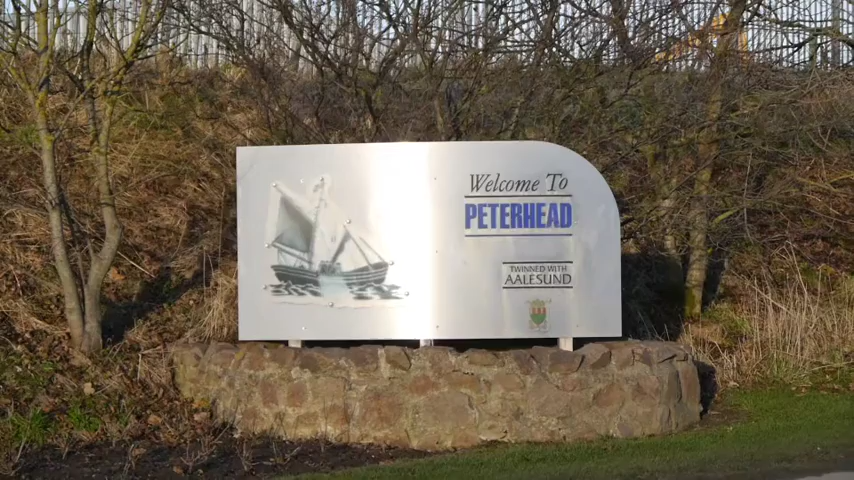 Welcome To
PETERHEAD
TWINNED WITH
AALESUND